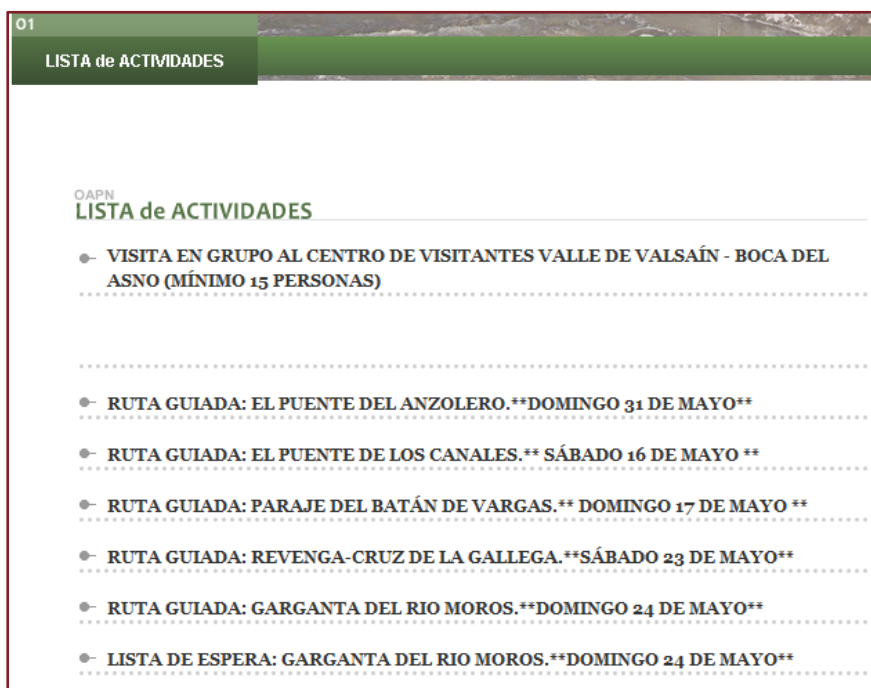 01
LISTA de ACTIVIDADES
OAPN
LISTA de ACTIVIDADES
VISITA EN GRUPO AL CENTRO DE VISITANTES VALLE DE VALSAÍN - BOCA DEL
ASNO (MÍNIMO 15 PERSONAS)
RUTA GUIADA: EL PUENTE DEL ANZOLERO.**DOMINGO 31 DE MAYO**
RUTA GUIADA: EL PUENTE DE LOS CANALES.** SÁBADO 16 DE MAYO **
RUTA GUIADA: PARAJE DEL BATÁN DE VARGAS.** DOMINGO 17 DE MAYO **
RUTA GUIADA: REVENGA-CRUZ DE LA GALLEGA.**SÁBADO 23 DE MAYO**
RUTA GUIADA: GARGANTA DEL RIO MOROS.**DOMINGO 24 DE MAYO**
LISTA DE ESPERA: GARGANTA DEL RIO MOROS.**DOMINGO 24 DE MAYO**